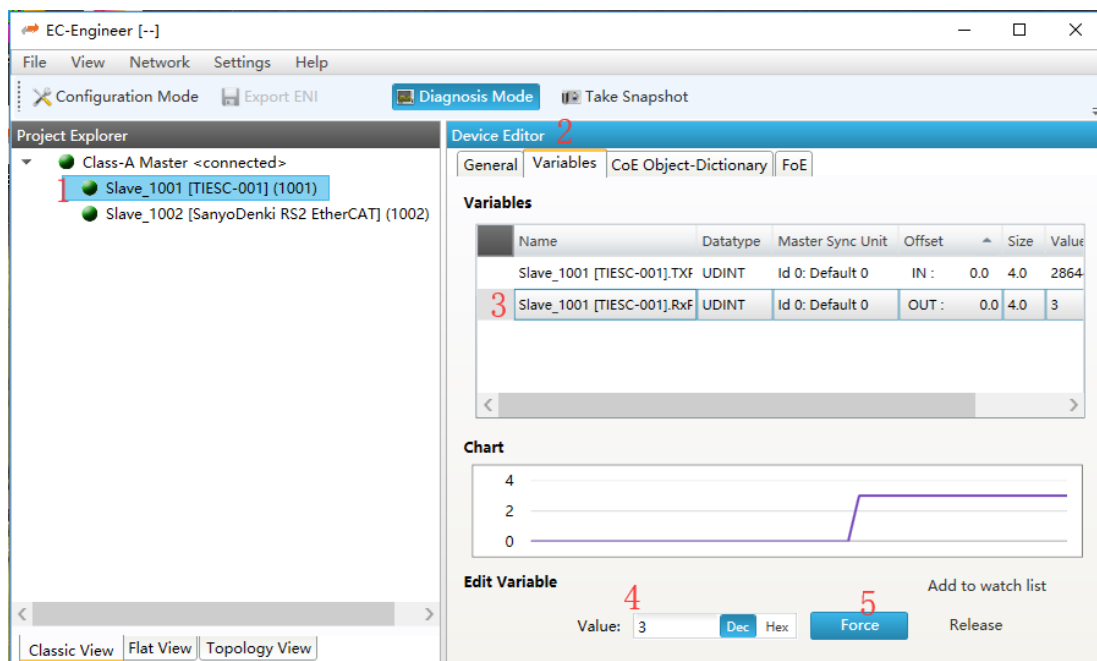 EC-Engineer [--]
File View Network Settings Help
Configuration Mode Export ENI Diagnosis Mode Take Snapshot
Project Explorer
Class-A Master <connected>
1 Slave_1001 [TIESC-001] (1001)
Slave_1002 [SanyoDenki RS2 EtherCAT] (1002)
Classic View Flat View Topology View
Device Editor 2
General Variables CoE Object-Dictionary FoE
Variables
Name Datatype Master Sync Unit Offset Size Value
Slave_1001 [TIESC-001].TXF UDINT Id 0: Default 0 IN : 0.0 4.0 2864
3 Slave_1001 [TIESC-001].RxF UDINT Id 0: Default 0 OUT : 0.0 4.0 3
Chart
4
2
0
Edit Variable
Add to watch list
4 5
Value: 3 Dec Hex Force Release